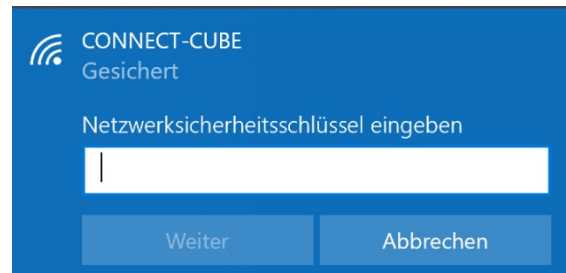 CONNECT-CUBE
Gesichert
Netzwerksicherheitsschlüssel eingeben
Weiter Abbrechen